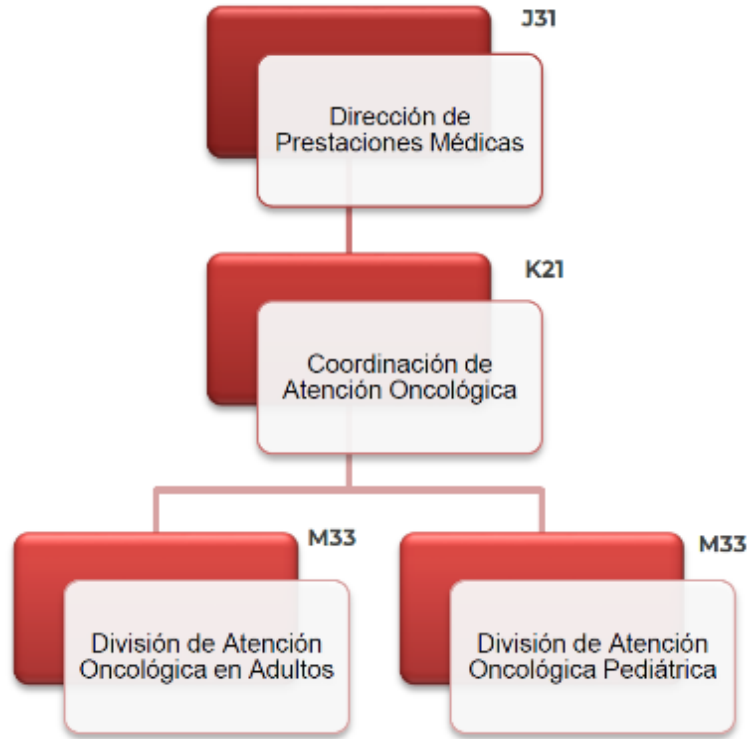 J31
Dirección de
Prestaciones Médicas
K21
Coordinación de
Atención Oncológica
M33
División de Atención
Oncológica en Adultos
M33
División de Atención
Oncológica Pediátrica